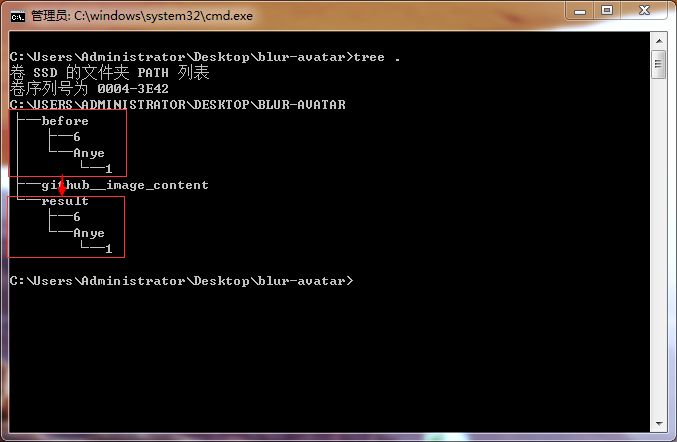 管理员: C:\windows\system32\cmd.exe
C:\Users\Administrator\Desktop\blur-avatar>tree .
卷 SSD 的文件夹 PATH 列表
卷序列号为 0004-3E42
C:\USERS\ADMINISTRATOR\DESKTOP\BLUR-AVATAR
├──before
│   ├──6
│   └──Anye
│       └──1
├──github__image_content
└──result
    ├──6
    └──Anye
        └──1
C:\Users\Administrator\Desktop\blur-avatar>